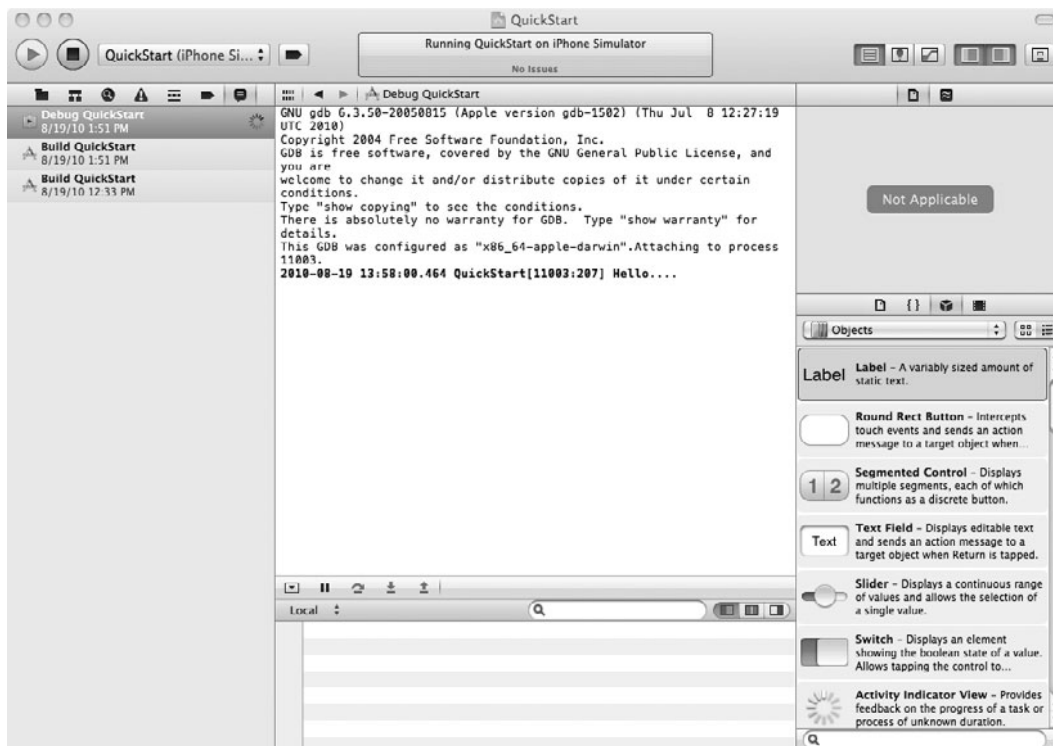 QuickStart
QuickStart (iPhone Si...
Running QuickStart on iPhone Simulator
No Issues
Debug QuickStart
8/19/10 1:51 PM
Build QuickStart
8/19/10 1:51 PM
Build QuickStart
8/19/10 12:33 PM
Debug QuickStart
GNU gdb 6.3.50-20050815 (Apple version gdb-1502) (Thu Jul  8 12:27:19
UTC 2010)
Copyright 2004 Free Software Foundation, Inc.
GDB is free software, covered by the GNU General Public License, and
you are
welcome to change it and/or distribute copies of it under certain
conditions.
Type "show copying" to see the conditions.
There is absolutely no warranty for GDB.  Type "show warranty" for
details.
This GDB was configured as "x86_64-apple-darwin".Attaching to process
11003.
2010-08-19 13:58:00.464 QuickStart[11003:207] Hello....
Local
Not Applicable
{ }
Objects
Label
Label – A variably sized amount of
static text.
Round Rect Button – Intercepts
touch events and sends an action
message to a target object when...
1 2
Segmented Control – Displays
multiple segments, each of which
functions as a discrete button.
Text
Text Field – Displays editable text
and sends an action message to a
target object when Return is tapped.
Slider – Displays a continuous range
of values and allows the selection of
a single value.
Switch – Displays an element
showing the boolean state of a value.
Allows tapping the control to...
Activity Indicator View – Provides
feedback on the progress of a task or
process of unknown duration.